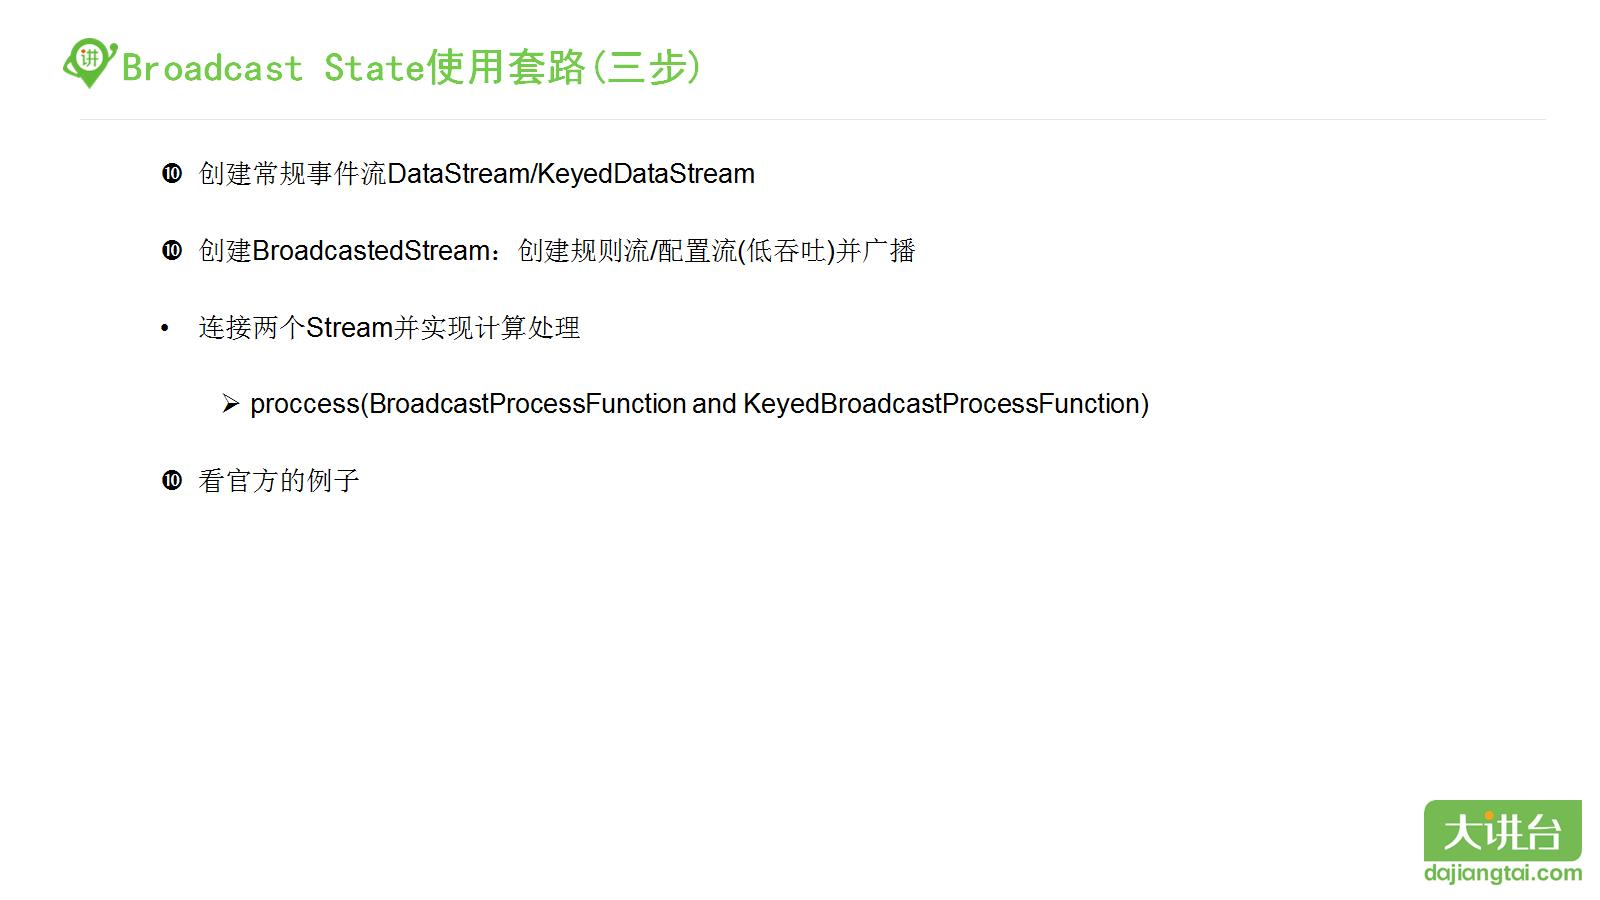 讲
Broadcast State使用套路(三步)
❿ 创建常规事件流DataStream/KeyedDataStream
❿ 创建BroadcastedStream：创建规则流/配置流(低吞吐)并广播
• 连接两个Stream并实现计算处理
➢ proccess(BroadcastProcessFunction and KeyedBroadcastProcessFunction)
❿ 看官方的例子
大讲台
dajiangtai.com